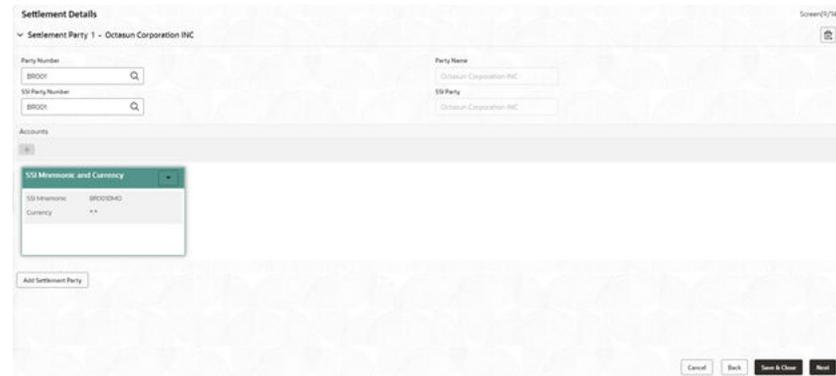 Settlement Details
Screen(9/14
Settlement Party 1 - Octasun Corporation INC
Party Number
Party Name
BR001
Octasun Corporation INC
SSI Party Number
SSI Party
BR001
Octasun Corporation INC
Accounts
+
SSI Mnemonic and Currency
SSI Mnemonic BR001DMO
Currency *.*
Add Settlement Party
Cancel Back Save & Close Next